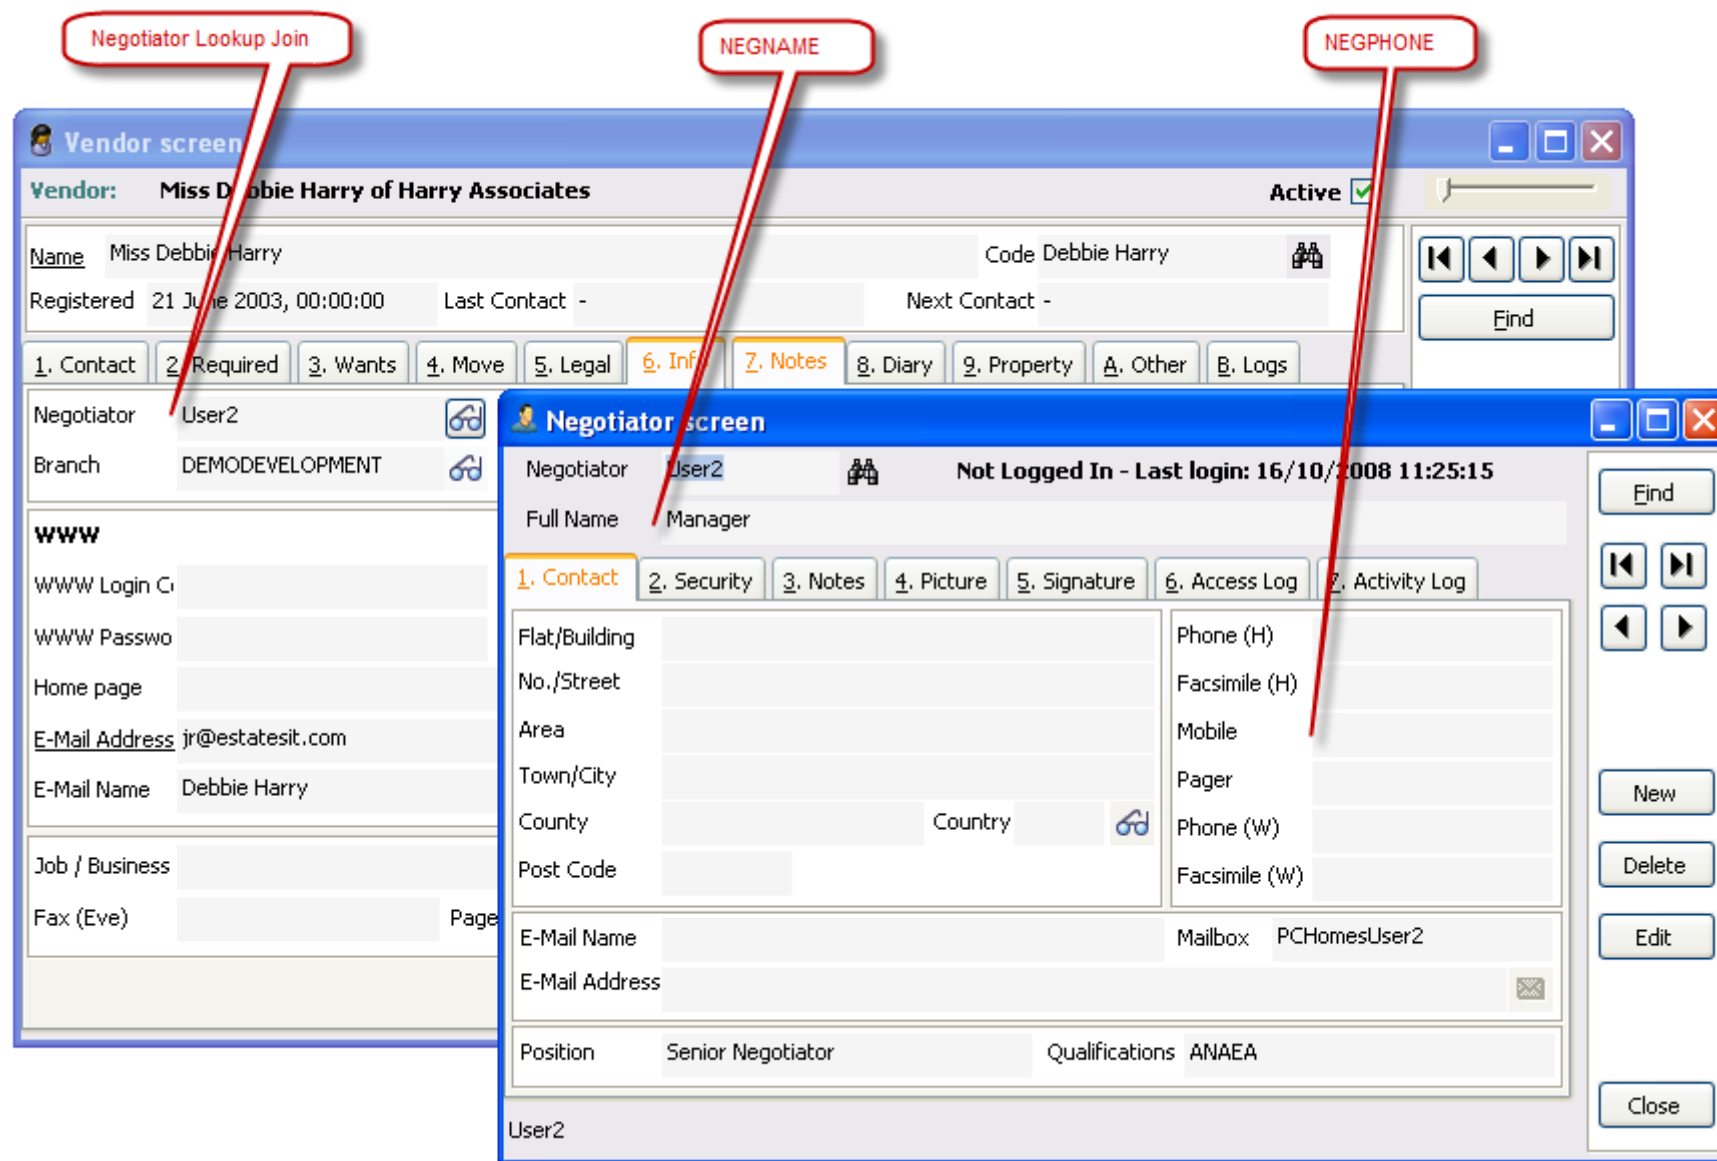 Negotiator Lookup Join
NEGNAME
NEGPHONE
Vendor screen
Vendor: Miss Debbie Harry of Harry Associates Active
Name Miss Debbie Harry Code Debbie Harry
Registered 21 June 2003, 00:00:00 Last Contact - Next Contact -
Find
1. Contact 2. Required 3. Wants 4. Move 5. Legal 6. Info 7. Notes 8. Diary 9. Property A. Other B. Logs
Negotiator User2
Branch DEMODEVELOPMENT
WWW
WWW Login C
WWW Passwo
Home page
E-Mail Address jr@estatesit.com
E-Mail Name Debbie Harry
Job / Business
Fax (Eve) Page
Negotiator screen
Negotiator User2 Not Logged In - Last login: 16/10/2008 11:25:15
Full Name Manager
Find
1. Contact 2. Security 3. Notes 4. Picture 5. Signature 6. Access Log 7. Activity Log
Flat/Building
No./Street
Area
Town/City
County Country
Post Code
Phone (H)
Facsimile (H)
Mobile
Pager
Phone (W)
Facsimile (W)
E-Mail Name Mailbox PCHomesUser2
E-Mail Address
Position Senior Negotiator Qualifications ANAEA
New
Delete
Edit
Close
User2